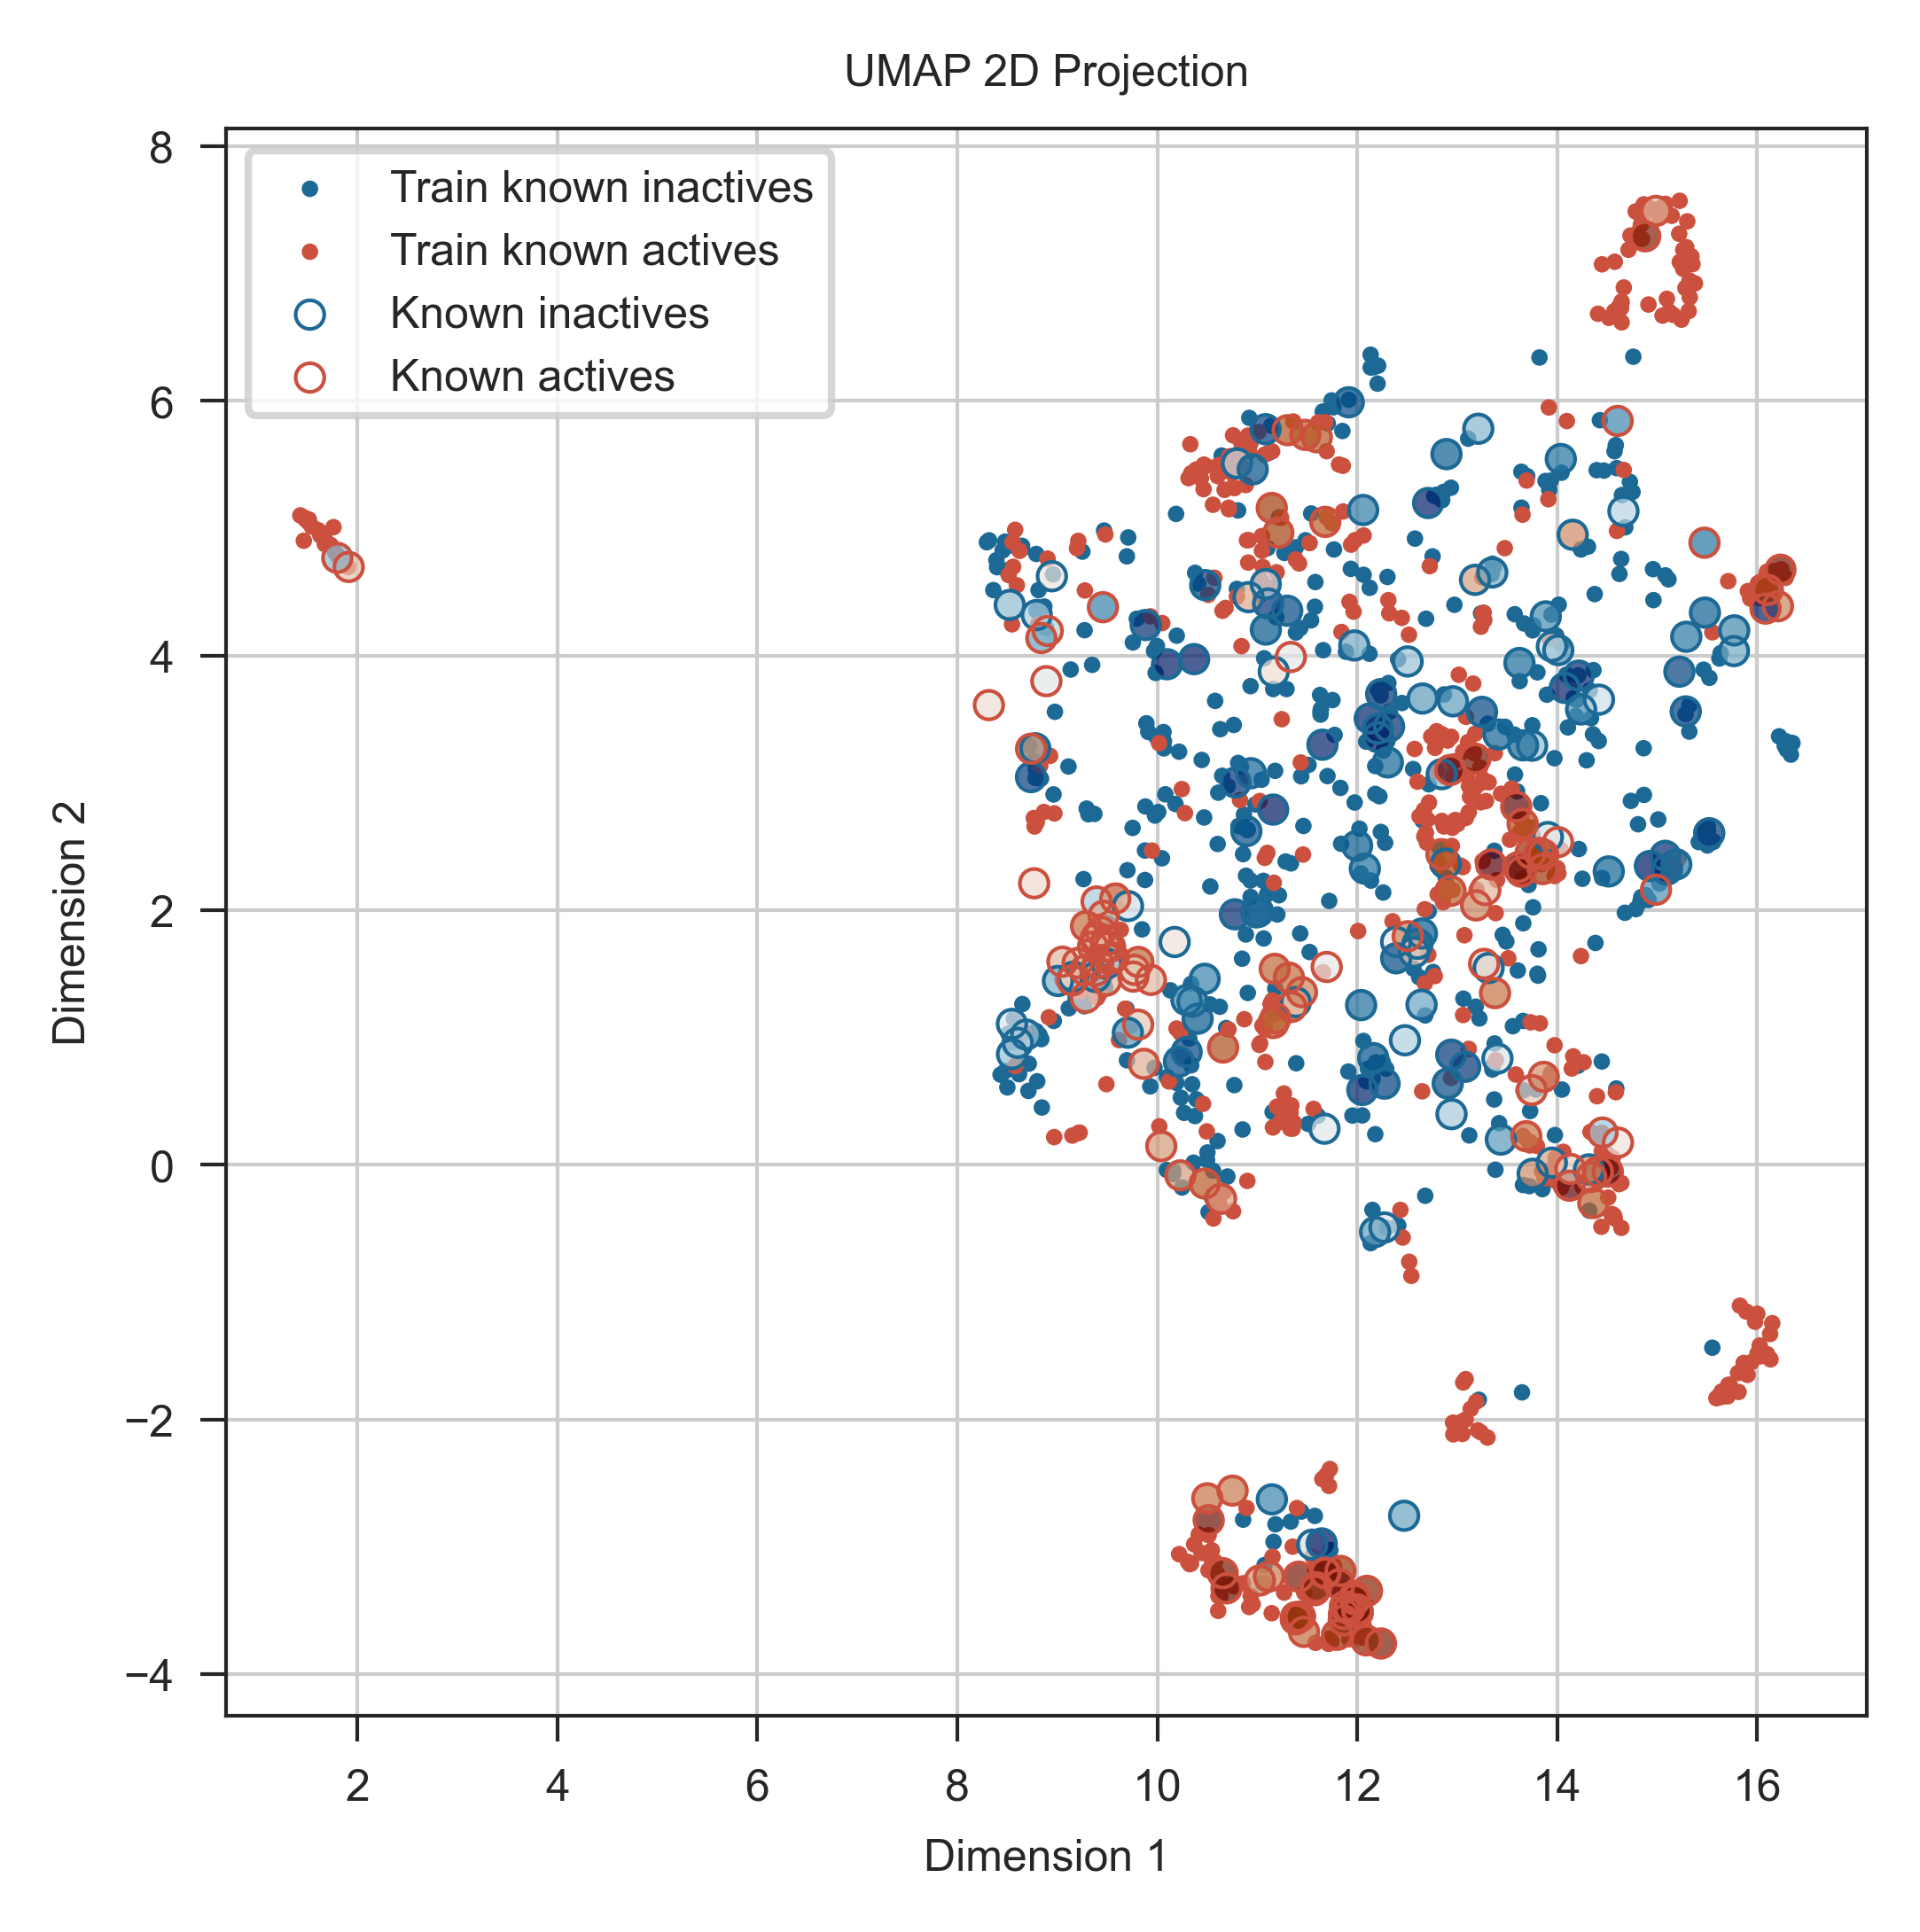 UMAP 2D Projection
Train known inactives
Train known actives
Known inactives
Known actives
8
6
4
2
0
−2
−4
Dimension 2
2
4
6
8
10
12
14
16
Dimension 1